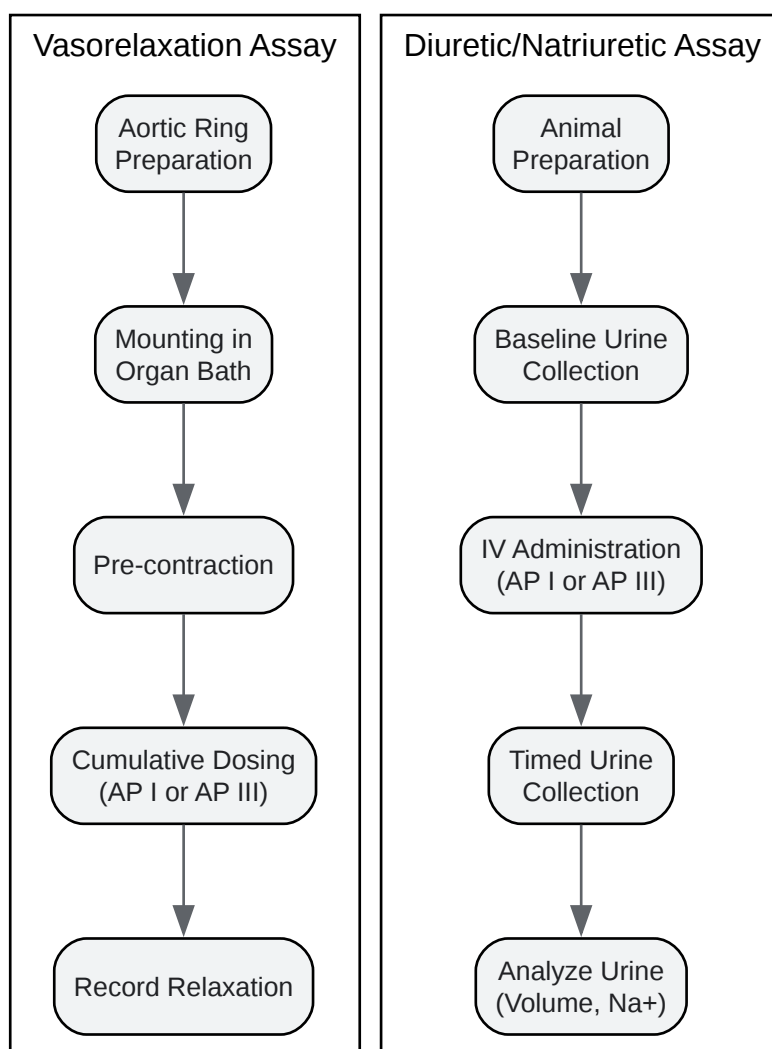 Vasorelaxation Assay
Aortic Ring
Preparation
Mounting in
Organ Bath
Pre-contraction
Cumulative Dosing
(AP I or AP III)
Record Relaxation
Diuretic/Natriuretic Assay
Animal
Preparation
Baseline Urine
Collection
IV Administration
(AP I or AP III)
Timed Urine
Collection
Analyze Urine
(Volume, Na+)